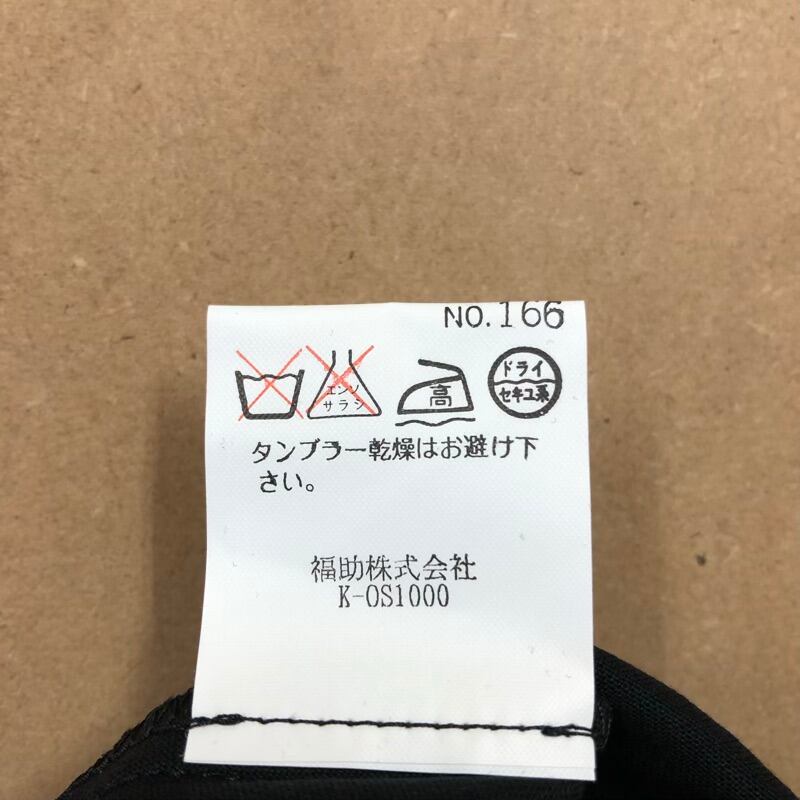 NO.166
エンソ
サラシ
高
ドライ
セキユ系
タンブラー乾燥はお避け下
さい。
福助株式会社
K-OS1000